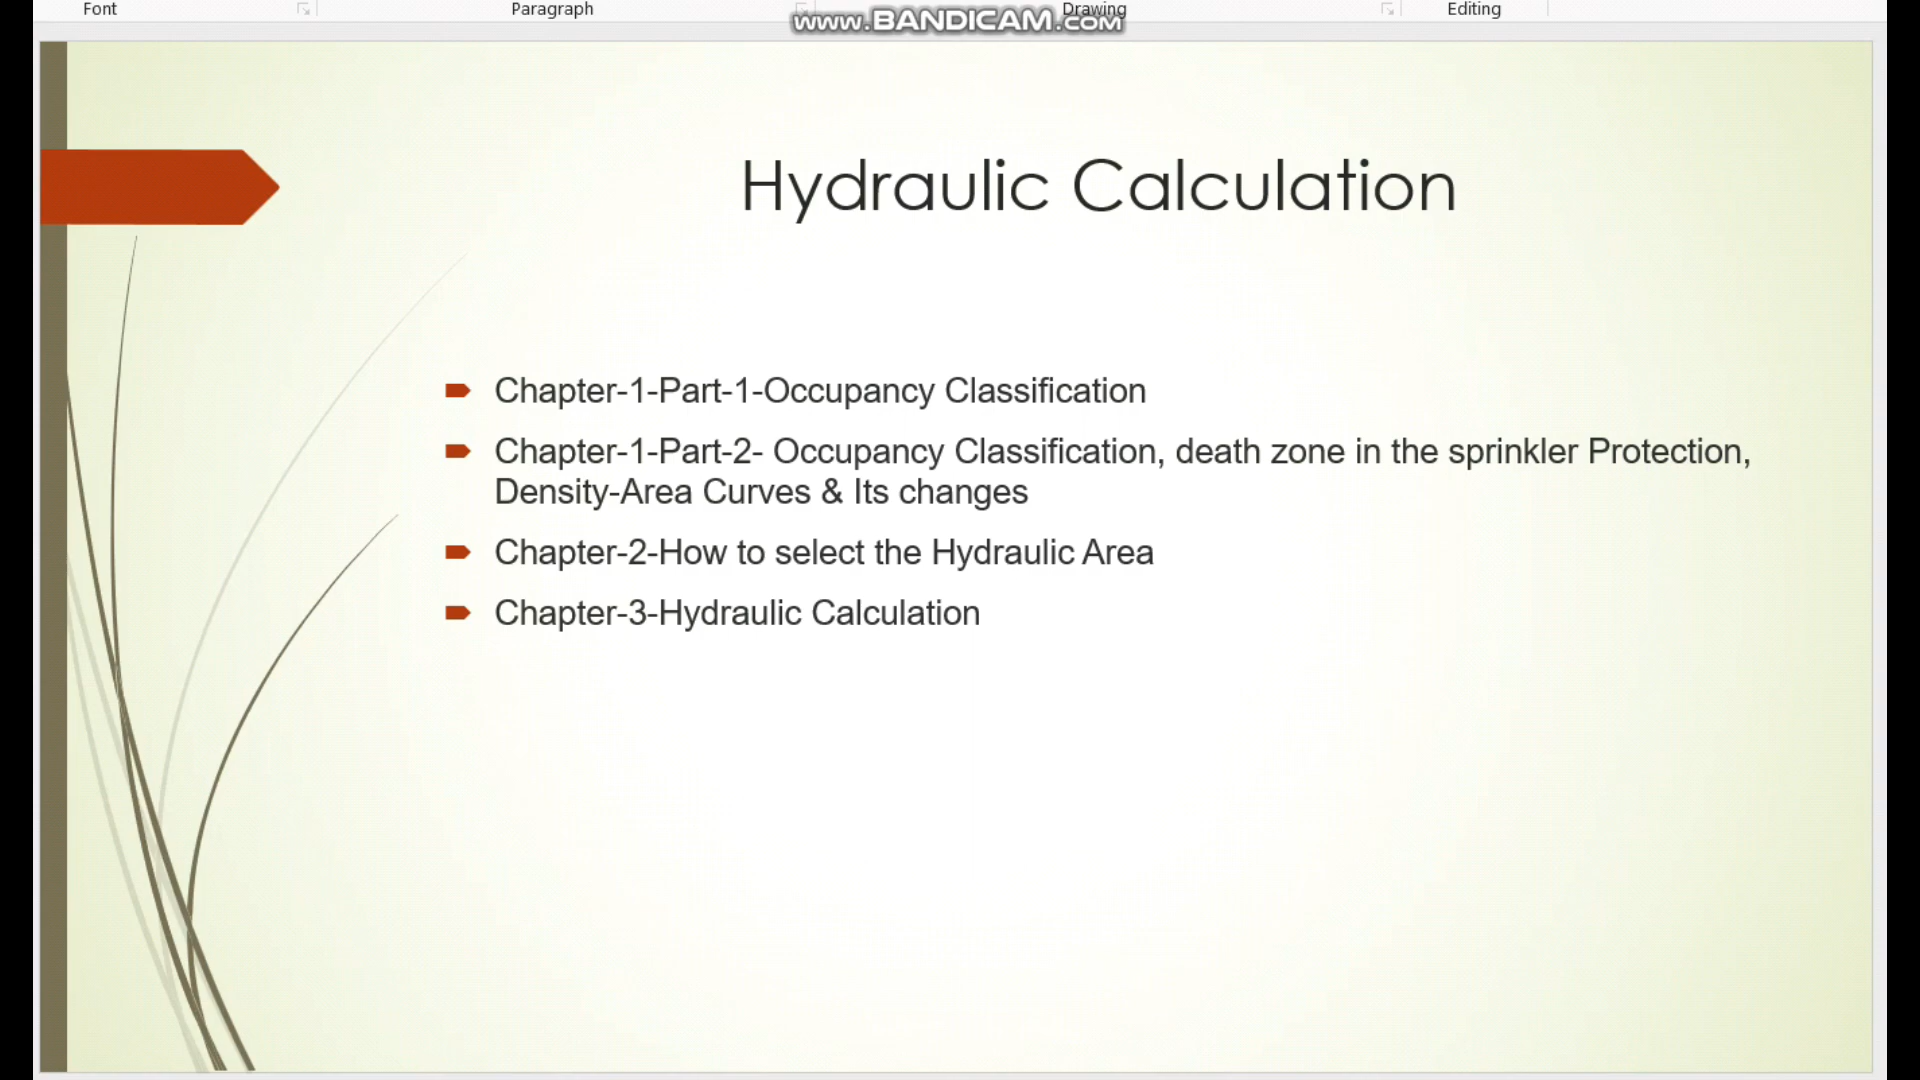 Font Paragraph Drawing Editing
www.BANDICAM.com
Hydraulic Calculation
Chapter-1-Part-1-Occupancy Classification
Chapter-1-Part-2- Occupancy Classification, death zone in the sprinkler Protection,
Density-Area Curves & Its changes
Chapter-2-How to select the Hydraulic Area
Chapter-3-Hydraulic Calculation